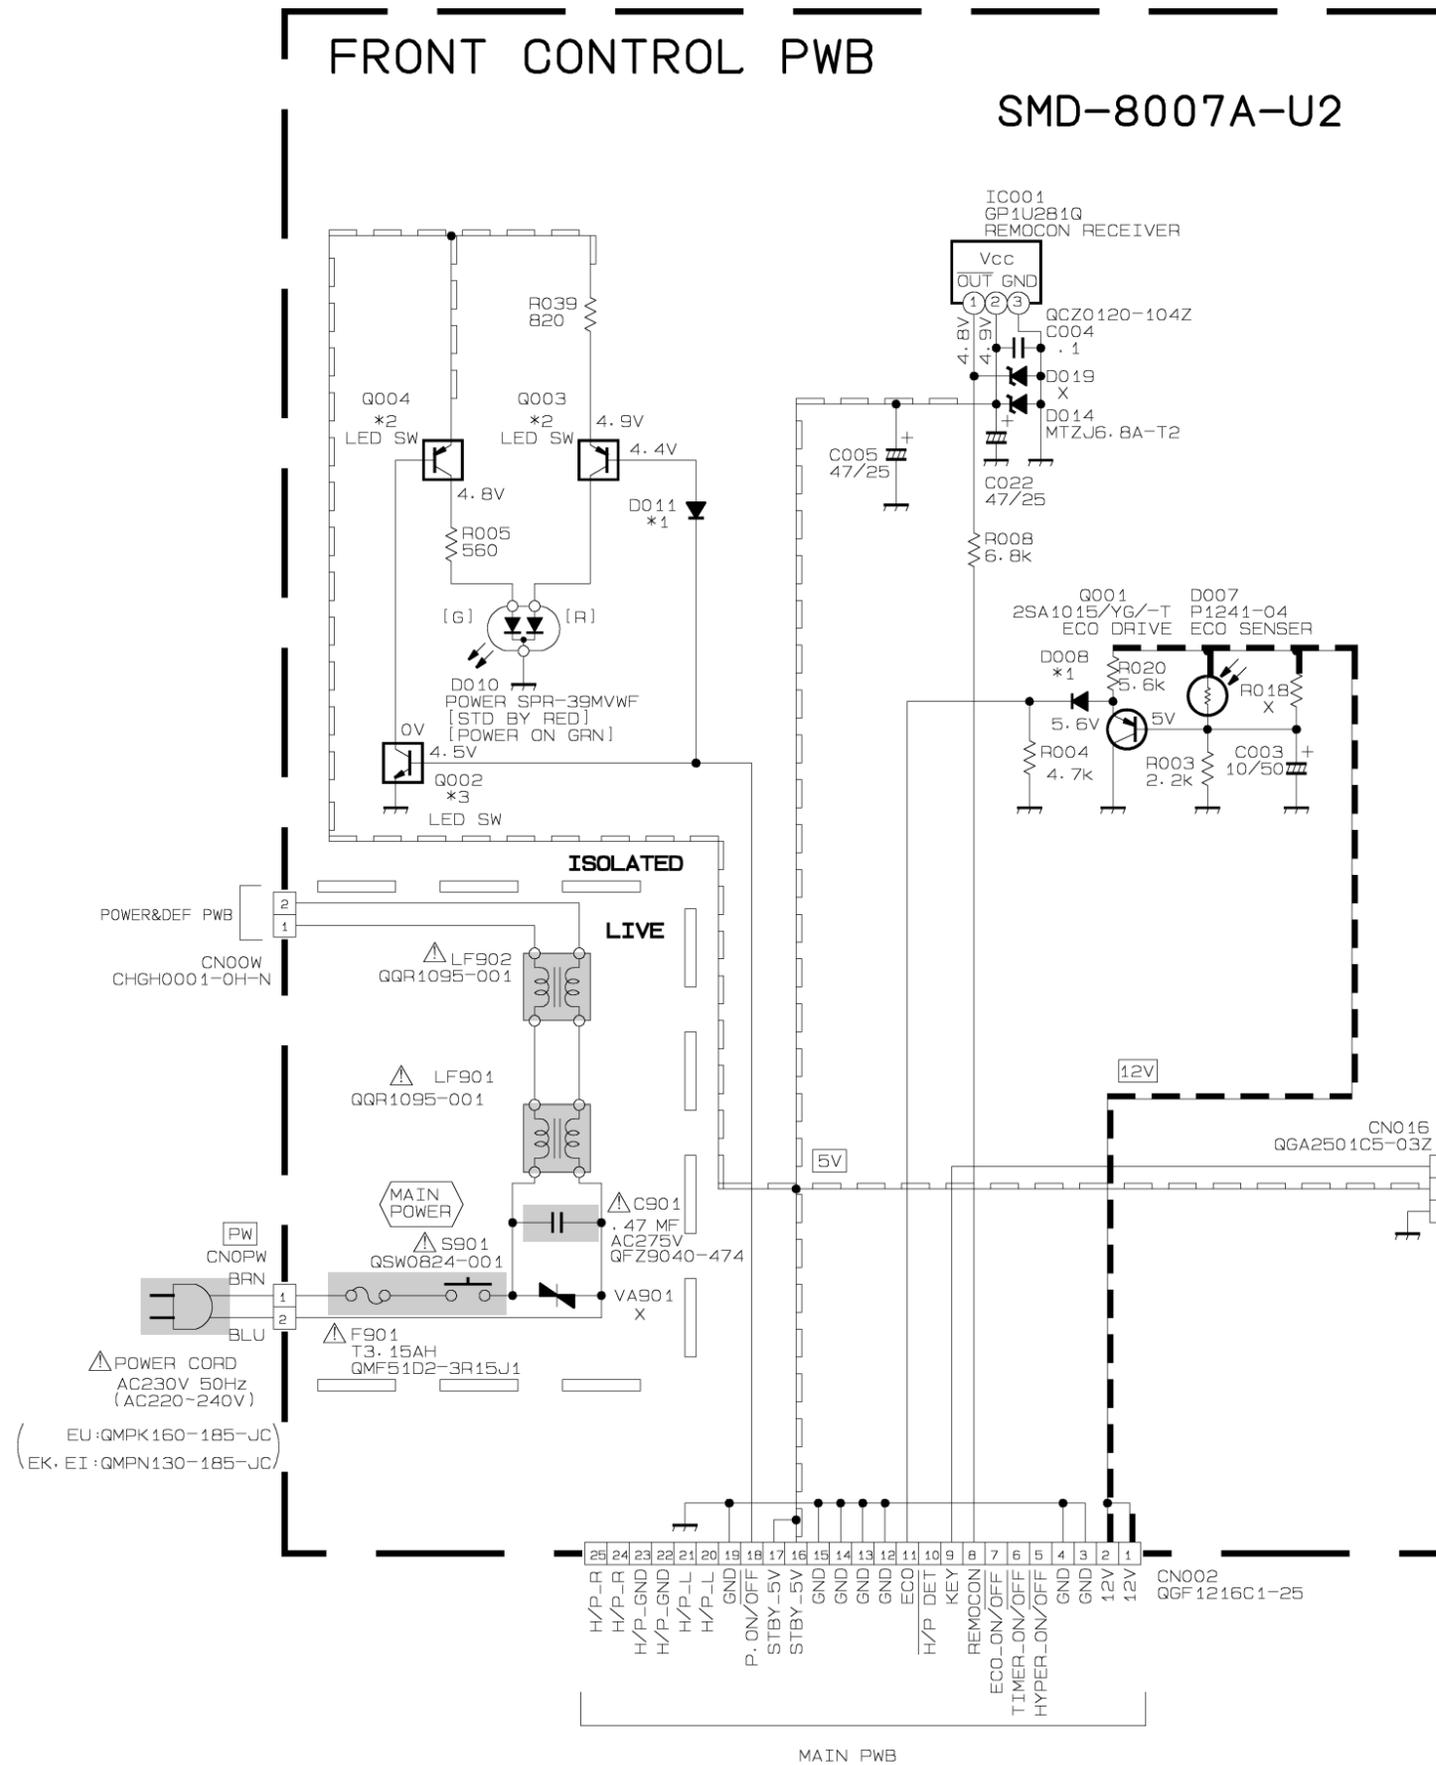 FRONT CONTROL PWB
SMD-8007A-U2
IC001
GP1U281Q
REMOCON RECEIVER
Vcc
OUT GND
1 2 3
4.8V
4.9V
QCZ0120-104Z
C004
.1
D019
X
D014
MTZJ6.8A-T2
+
C022
47/25
+
C005
47/25
R008
6.8k
R039
820
Q004
*2
LED SW
Q003
*2
LED SW
4.9V
4.4V
4.8V
D011
*1
R005
560
[G]
[R]
D010
POWER SPR-39MVWF
[STD BY RED]
[POWER ON GRN]
0V
4.5V
Q002
*3
LED SW
Q001
2SA1015/YG/-T
ECO DRIVE
D007
P1241-04
ECO SENSER
D008
*1
R020
5.6k
R018
X
5.6V
5V
R004
4.7k
R003
2.2k
C003
10/50
+
ISOLATED
LIVE
POWER&DEF PWB
2
1
CN00W
CHGH0001-0H-N
LF902
QQR1095-001
LF901
QQR1095-001
12V
CN016
QGA2501C5-03Z
5V
MAIN
POWER
C901
.47 MF
AC275V
QFZ9040-474
S901
QSW0824-001
PW
CN0PW
BRN
1
2
BLU
VA901
X
F901
T3.15AH
QMF51D2-3R15J1
POWER CORD
AC230V 50Hz
(AC220~240V)
EU:QMPK160-185-JC
EK.EI:QMPN130-185-JC
25 24 23 22 21 20 19 18 17 16 15 14 13 12 11 10 9 8 7 6 5 4 3 2 1
H/P_R
H/P_R
H/P_GND
H/P_GND
H/P_L
H/P_L
GND
P.ON/OFF
STBY_5V
STBY_5V
GND
GND
GND
GND
ECO
H/P DET
KEY
REMOCON
ECO_ON/OFF
TIMER_ON/OFF
HYPER_ON/OFF
GND
GND
12V
12V
CN002
QGF1216C1-25
MAIN PWB